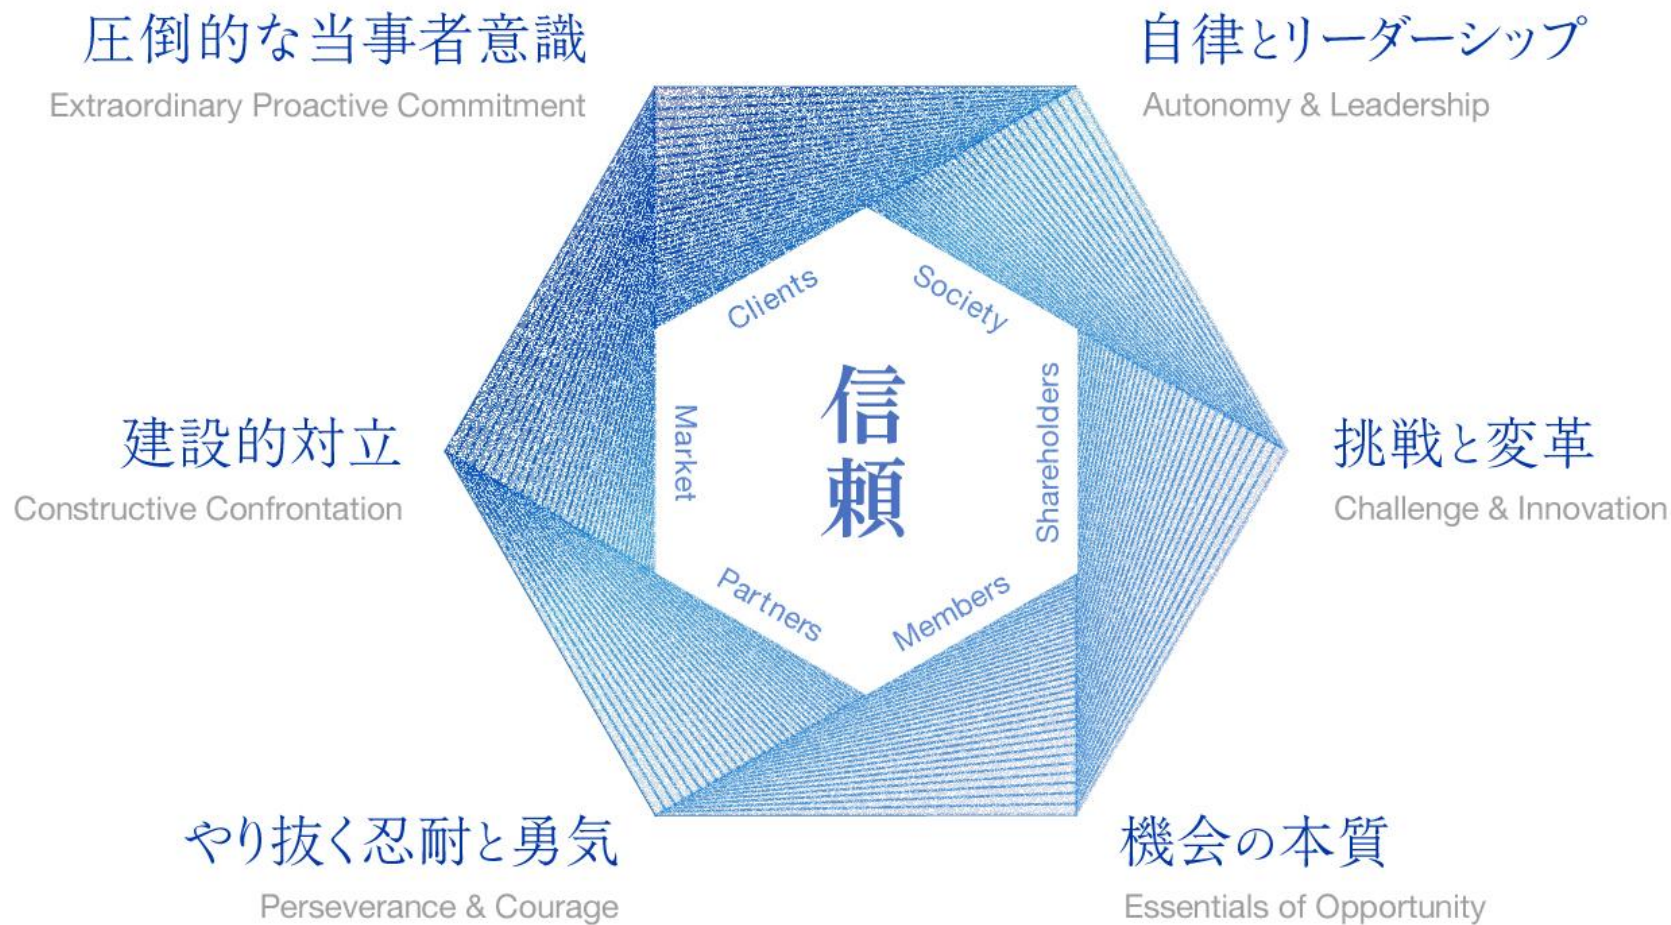 圧倒的な当事者意識
Extraordinary Proactive Commitment
自律とリーダーシップ
Autonomy & Leadership
Clients
Society
Market
信頼
Shareholders
建設的対立
Constructive Confrontation
挑戦と変革
Challenge & Innovation
Partners
Members
やり抜く忍耐と勇気
Perseverance & Courage
機会の本質
Essentials of Opportunity